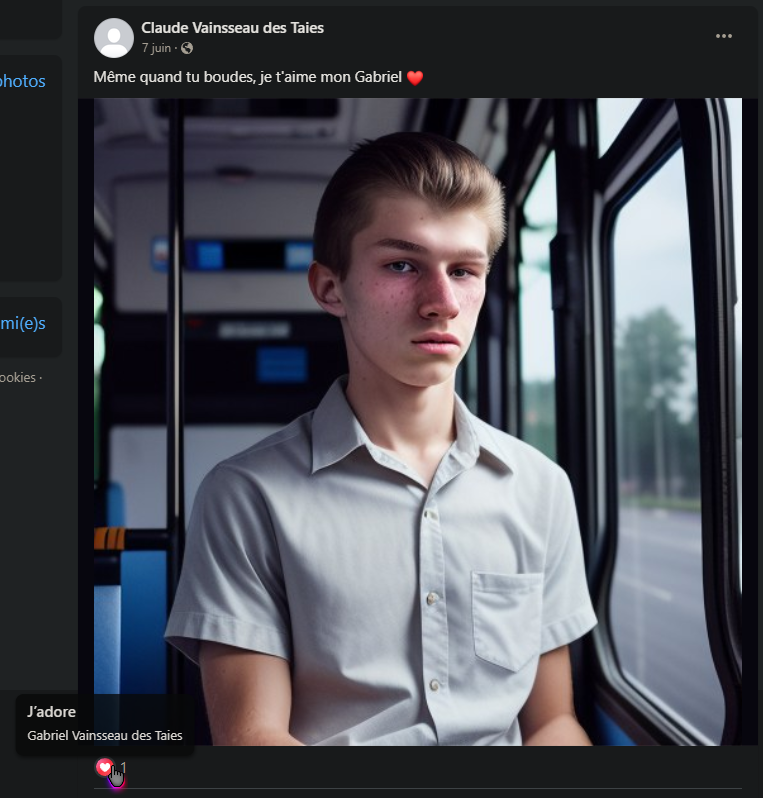 photos
mi(e)s
ookies ·
Claude Vainsseau des Taies
7 juin ·
Même quand tu boudes, je t'aime mon Gabriel ❤️
J'adore
Gabriel Vainsseau des Taies
1